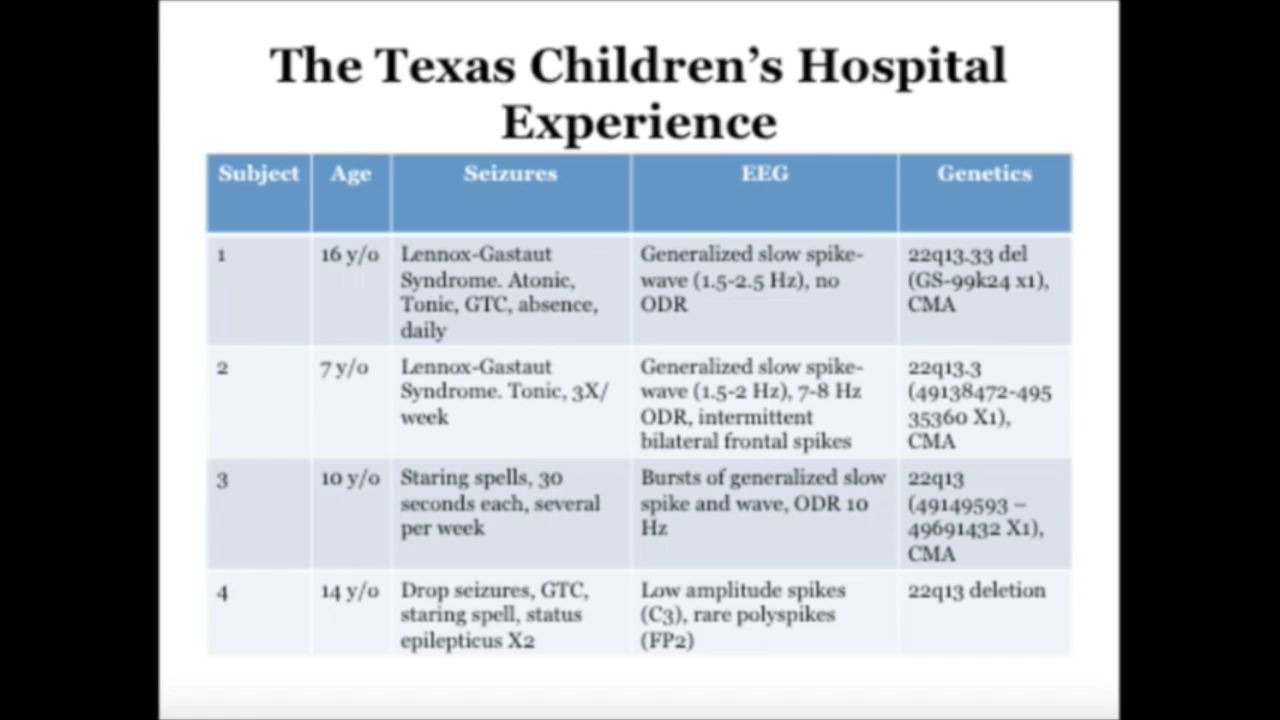 The Texas Children's Hospital
Experience
Subject Age Seizures EEG Genetics
1 16 y/o Lennox-Gastaut
Syndrome. Atonic,
Tonic, GTC, absence,
daily
Generalized slow spike-
wave (1.5-2.5 Hz), no
ODR
22q13.33 del
(GS-99k24 x1),
CMA
2 7 y/o Lennox-Gastaut
Syndrome. Tonic, 3X/
week
Generalized slow spike-
wave (1.5-2 Hz), 7-8 Hz
ODR, intermittent
bilateral frontal spikes
22q13.3
(49138472-495
35360 X1),
CMA
3 10 y/o Staring spells, 30
seconds each, several
per week
Bursts of generalized slow
spike and wave, ODR 10
Hz
22q13
(49149593 –
49691432 X1),
CMA
4 14 y/o Drop seizures, GTC,
staring spell, status
epilepticus X2
Low amplitude spikes
(C3), rare polyspikes
(FP2)
22q13 deletion